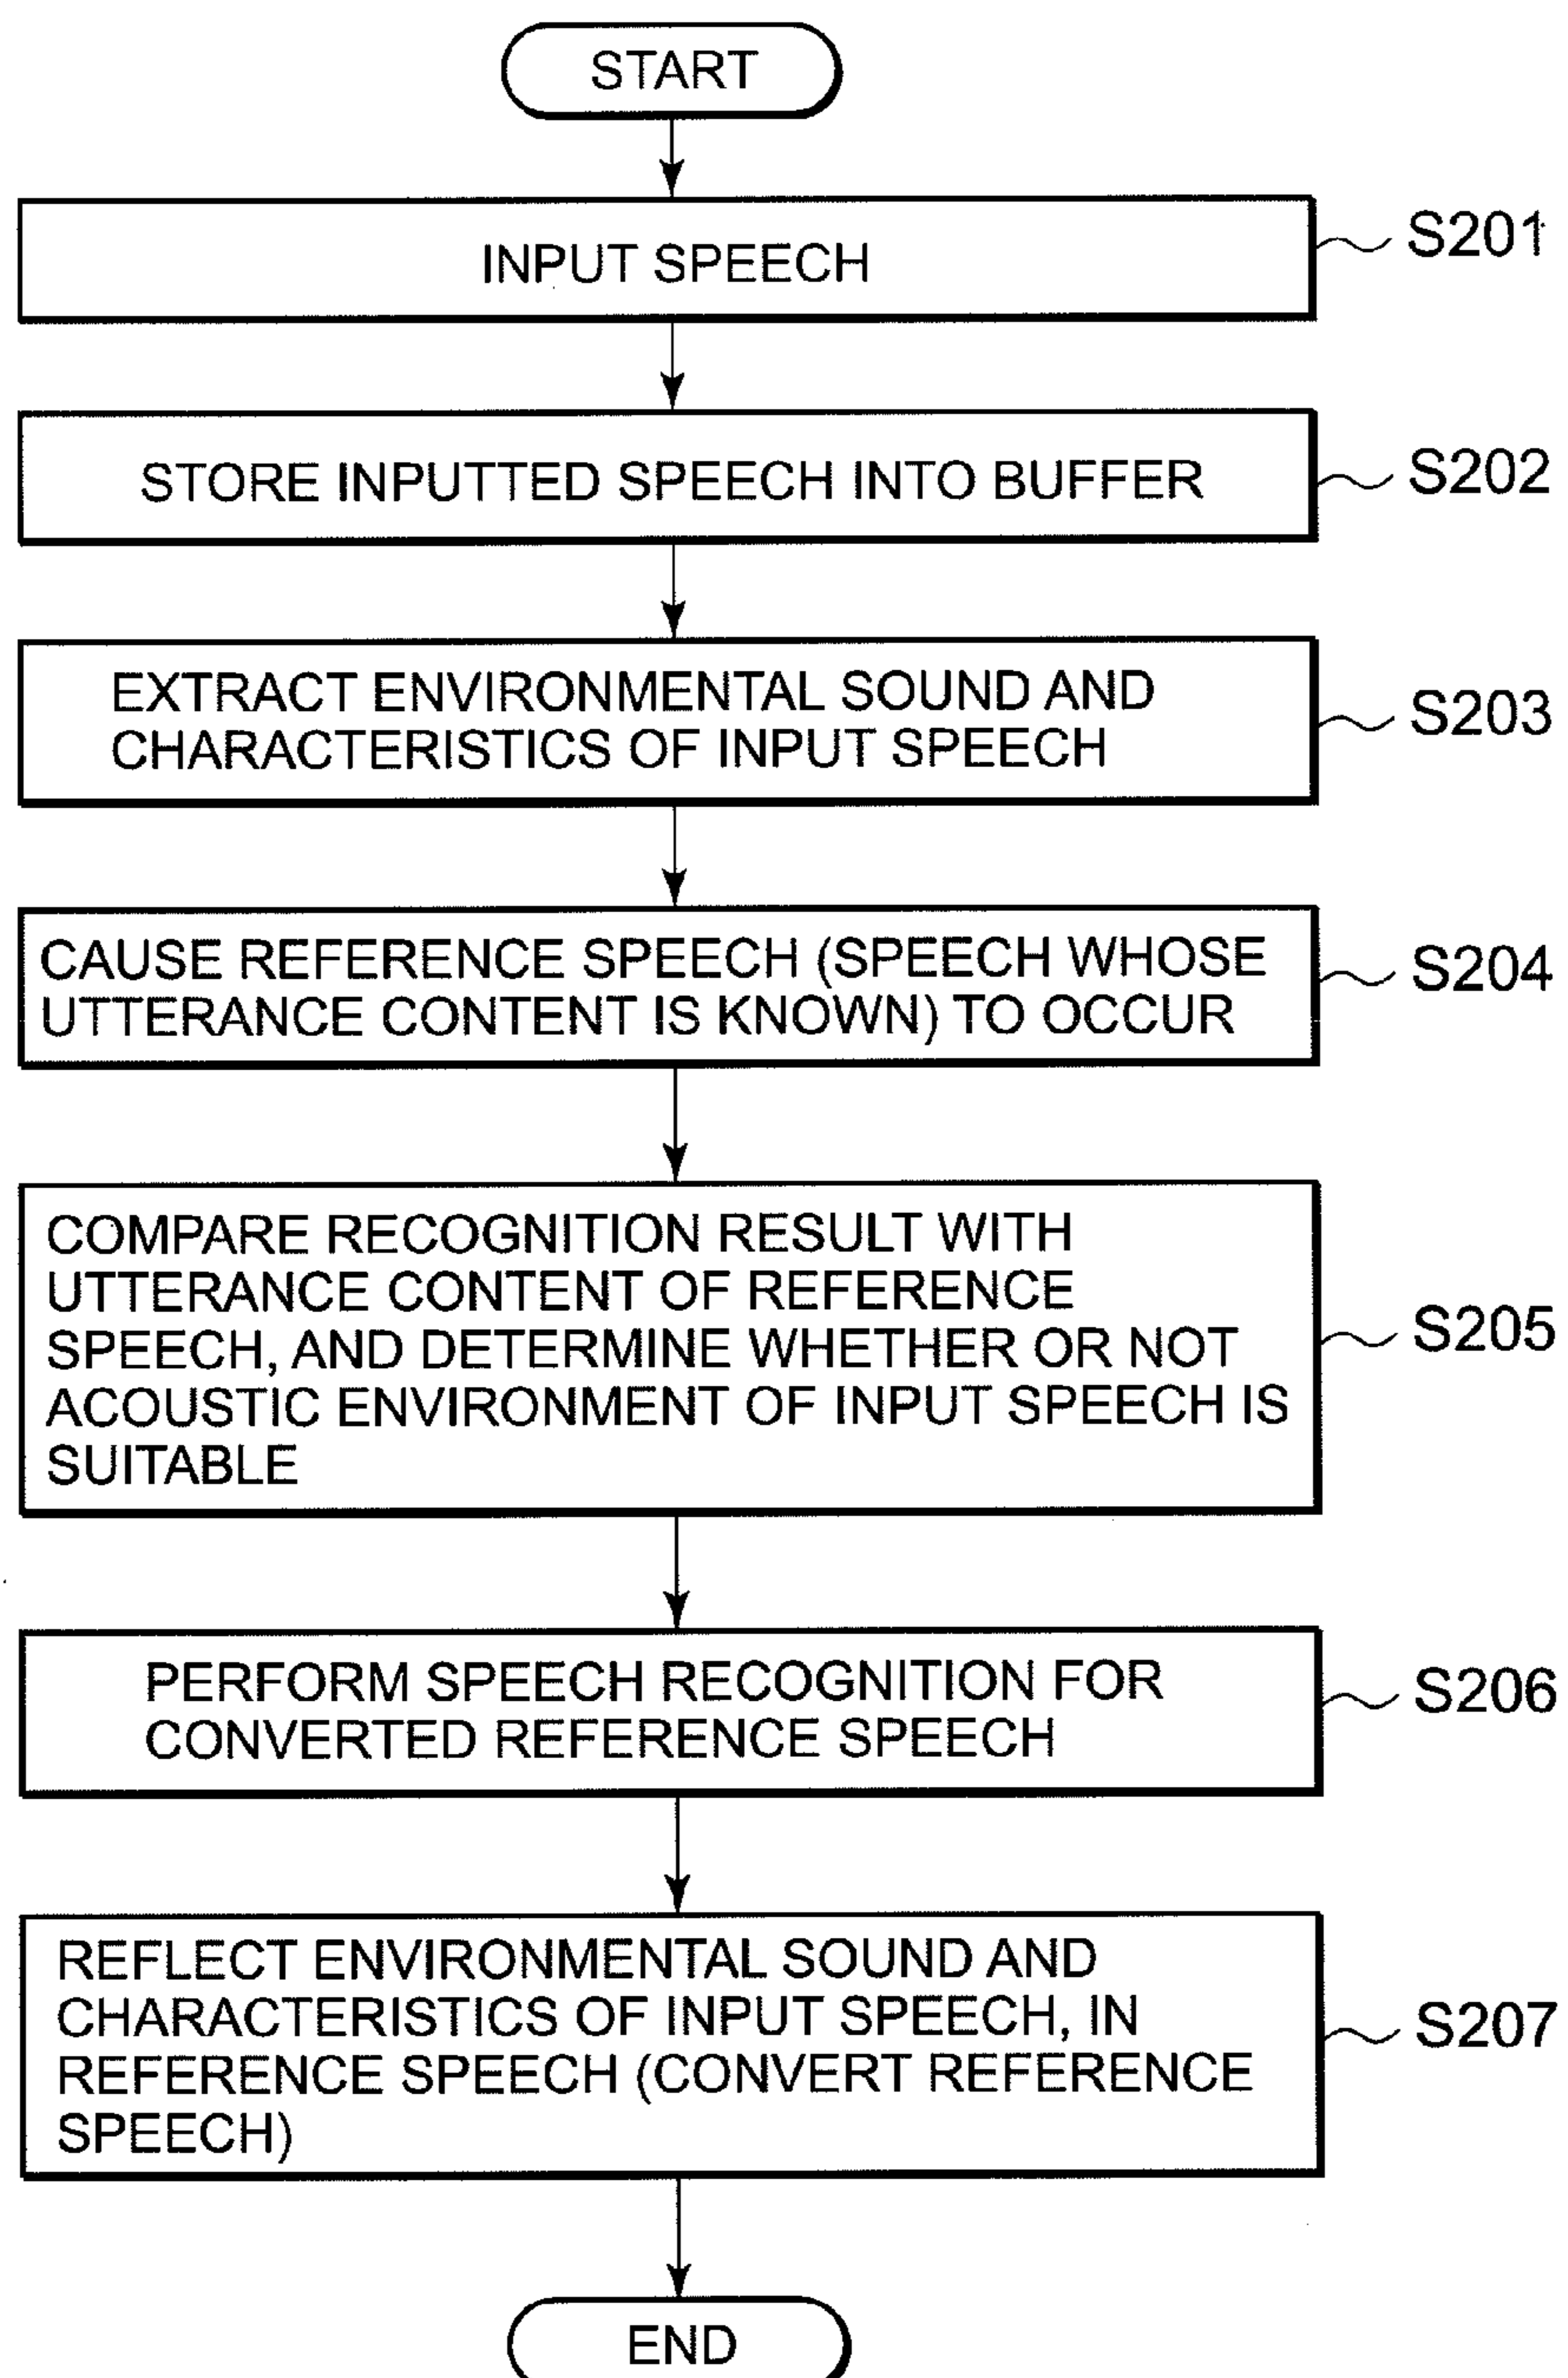 START
INPUT SPEECH
S201
STORE INPUTTED SPEECH INTO BUFFER
S202
EXTRACT ENVIRONMENTAL SOUND AND
CHARACTERISTICS OF INPUT SPEECH
S203
CAUSE REFERENCE SPEECH (SPEECH WHOSE
UTTERANCE CONTENT IS KNOWN) TO OCCUR
S204
COMPARE RECOGNITION RESULT WITH
UTTERANCE CONTENT OF REFERENCE
SPEECH, AND DETERMINE WHETHER OR NOT
ACOUSTIC ENVIRONMENT OF INPUT SPEECH IS
SUITABLE
S205
PERFORM SPEECH RECOGNITION FOR
CONVERTED REFERENCE SPEECH
S206
REFLECT ENVIRONMENTAL SOUND AND
CHARACTERISTICS OF INPUT SPEECH, IN
REFERENCE SPEECH (CONVERT REFERENCE
SPEECH)
S207
END